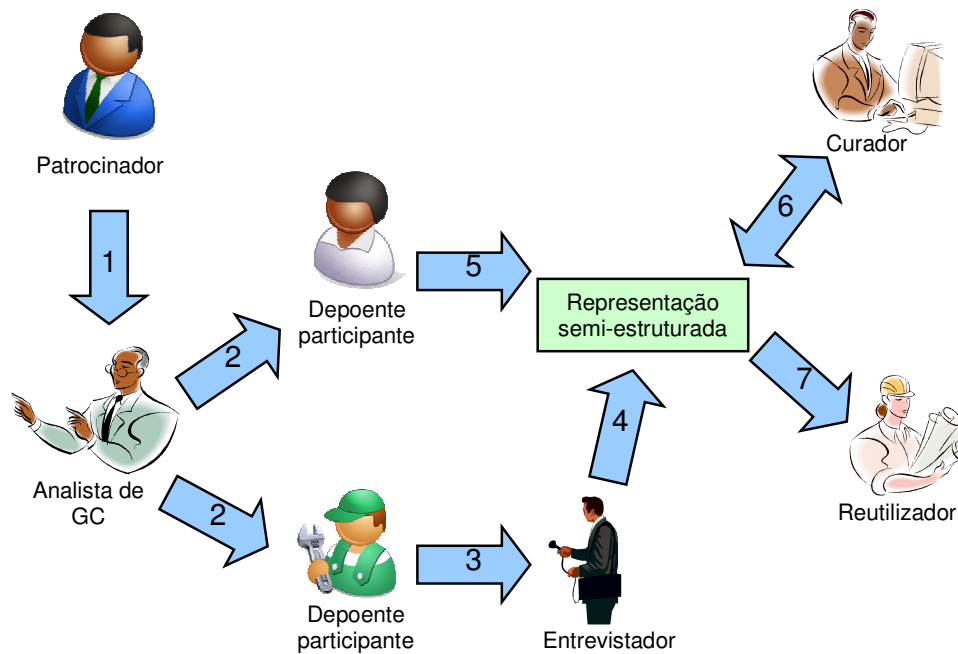 Patrocinador
1
Analista de
GC
2
2
Depoente
participante
Depoente
participante
5
3
Entrevistador
4
Representação
semi-estruturada
6
Curador
7
Reutilizador